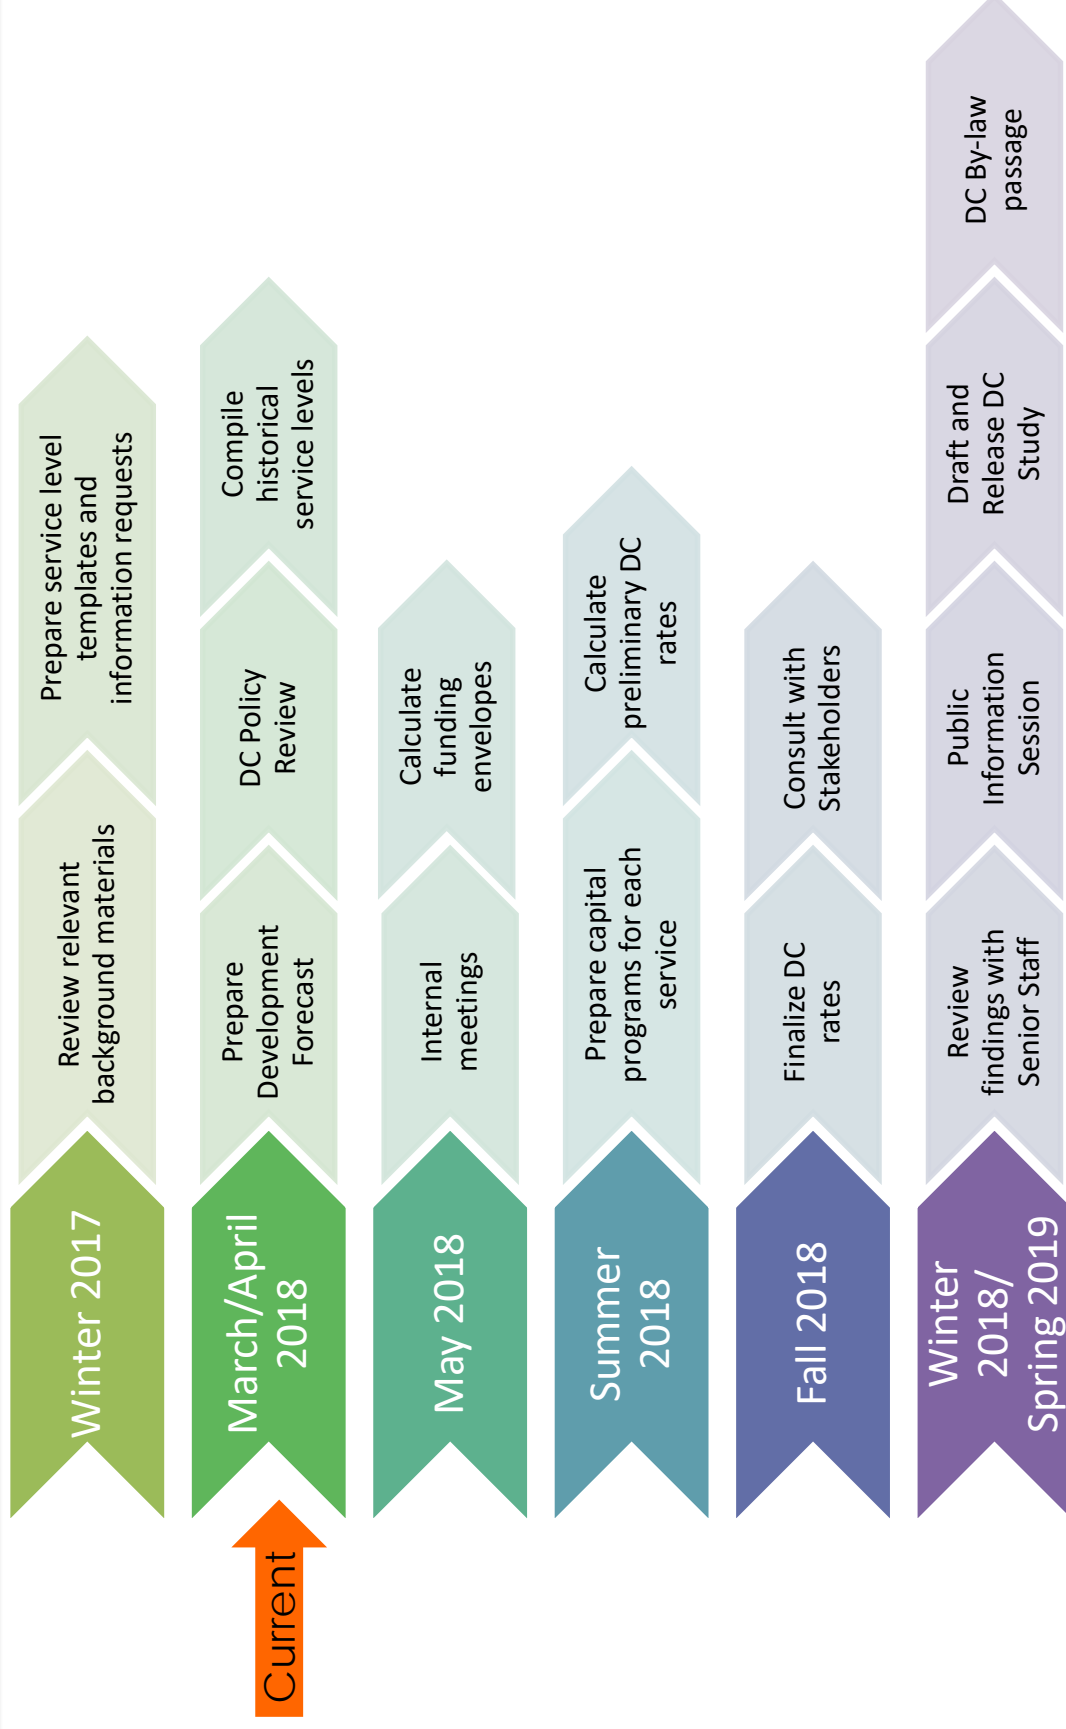 Winter 2017
Review relevant
background materials
Prepare service level
templates and
information requests
Current
March/April
2018
Prepare
Development
Forecast
DC Policy
Review
Compile
historical
service levels
May 2018
Internal
meetings
Calculate
funding
envelopes
Summer
2018
Prepare capital
programs for each
service
Calculate
preliminary DC
rates
Fall 2018
Finalize DC
rates
Consult with
Stakeholders
Winter
2018/
Spring 2019
Review
findings with
Senior Staff
Public
Information
Session
Draft and
Release DC
Study
DC By-law
passage